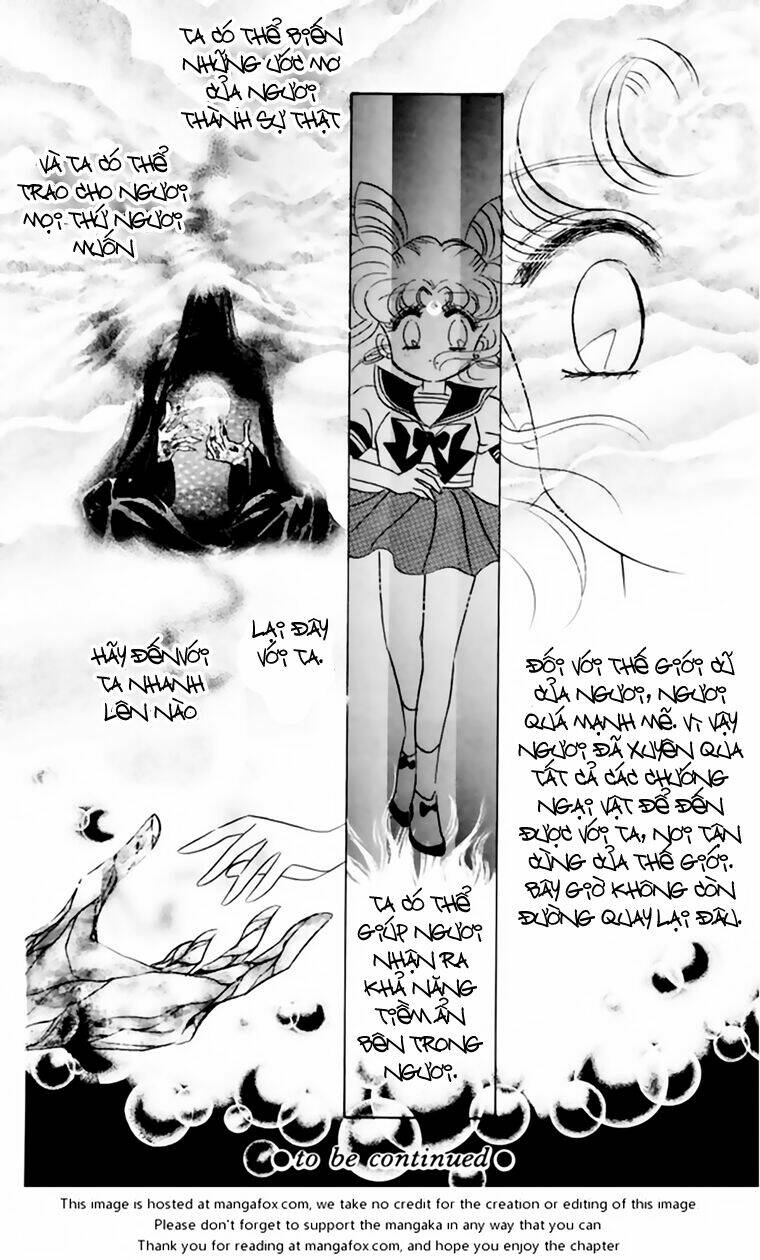 ĐỐI VỚI THẾ GIỚI CŨ
CỦA NGƯƠI, NGƯƠI
QUÁ MẠNH MẼ. VÌ VẬY
NGƯƠI ĐÃ XUYÊN QUA
TẤT CẢ CÁC CHƯỚNG
NGẠI VẬT ĐỂ ĐẾN
ĐƯỢC VỚI TA, NƠI TẬN
CÙNG CỦA THẾ GIỚI.
BÂY GIỜ KHÔNG CÒN
ĐƯỜNG QUAY LẠI ĐÂU.
TA CÓ THỂ
GIÚP NGƯƠI
NHẬN RA
KHẢ NĂNG
TIỀM ẨN
BÊN TRONG
NGƯƠI.
TA CÓ THỂ BIẾN
NHỮNG ƯỚC MƠ
CỦA NGƯƠI
THÀNH SỰ THẬT
VÀ TA CÓ THỂ
TRAO CHO NGƯƠI
MỌI THỨ NGƯƠI
MUỐN
LẠI ĐÂY
VỚI TA.
HÃY ĐẾN VỚI
TA NHANH
LÊN NÀO
to be continued
This image is hosted at mangafox.com, we take no credit for the creation or editing of this image
Please don't forget to support the mangaka in any way that you can
Thank you for reading at mangafox.com, and hope you enjoy the chapter